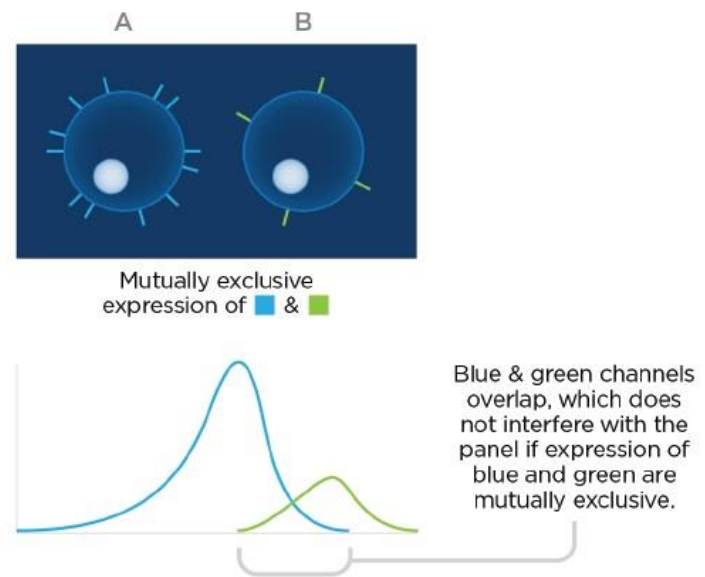 A B
Mutually exclusive
expression of & 
Blue & green channels
overlap, which does
not interfere with the
panel if expression of
blue and green are
mutually exclusive.